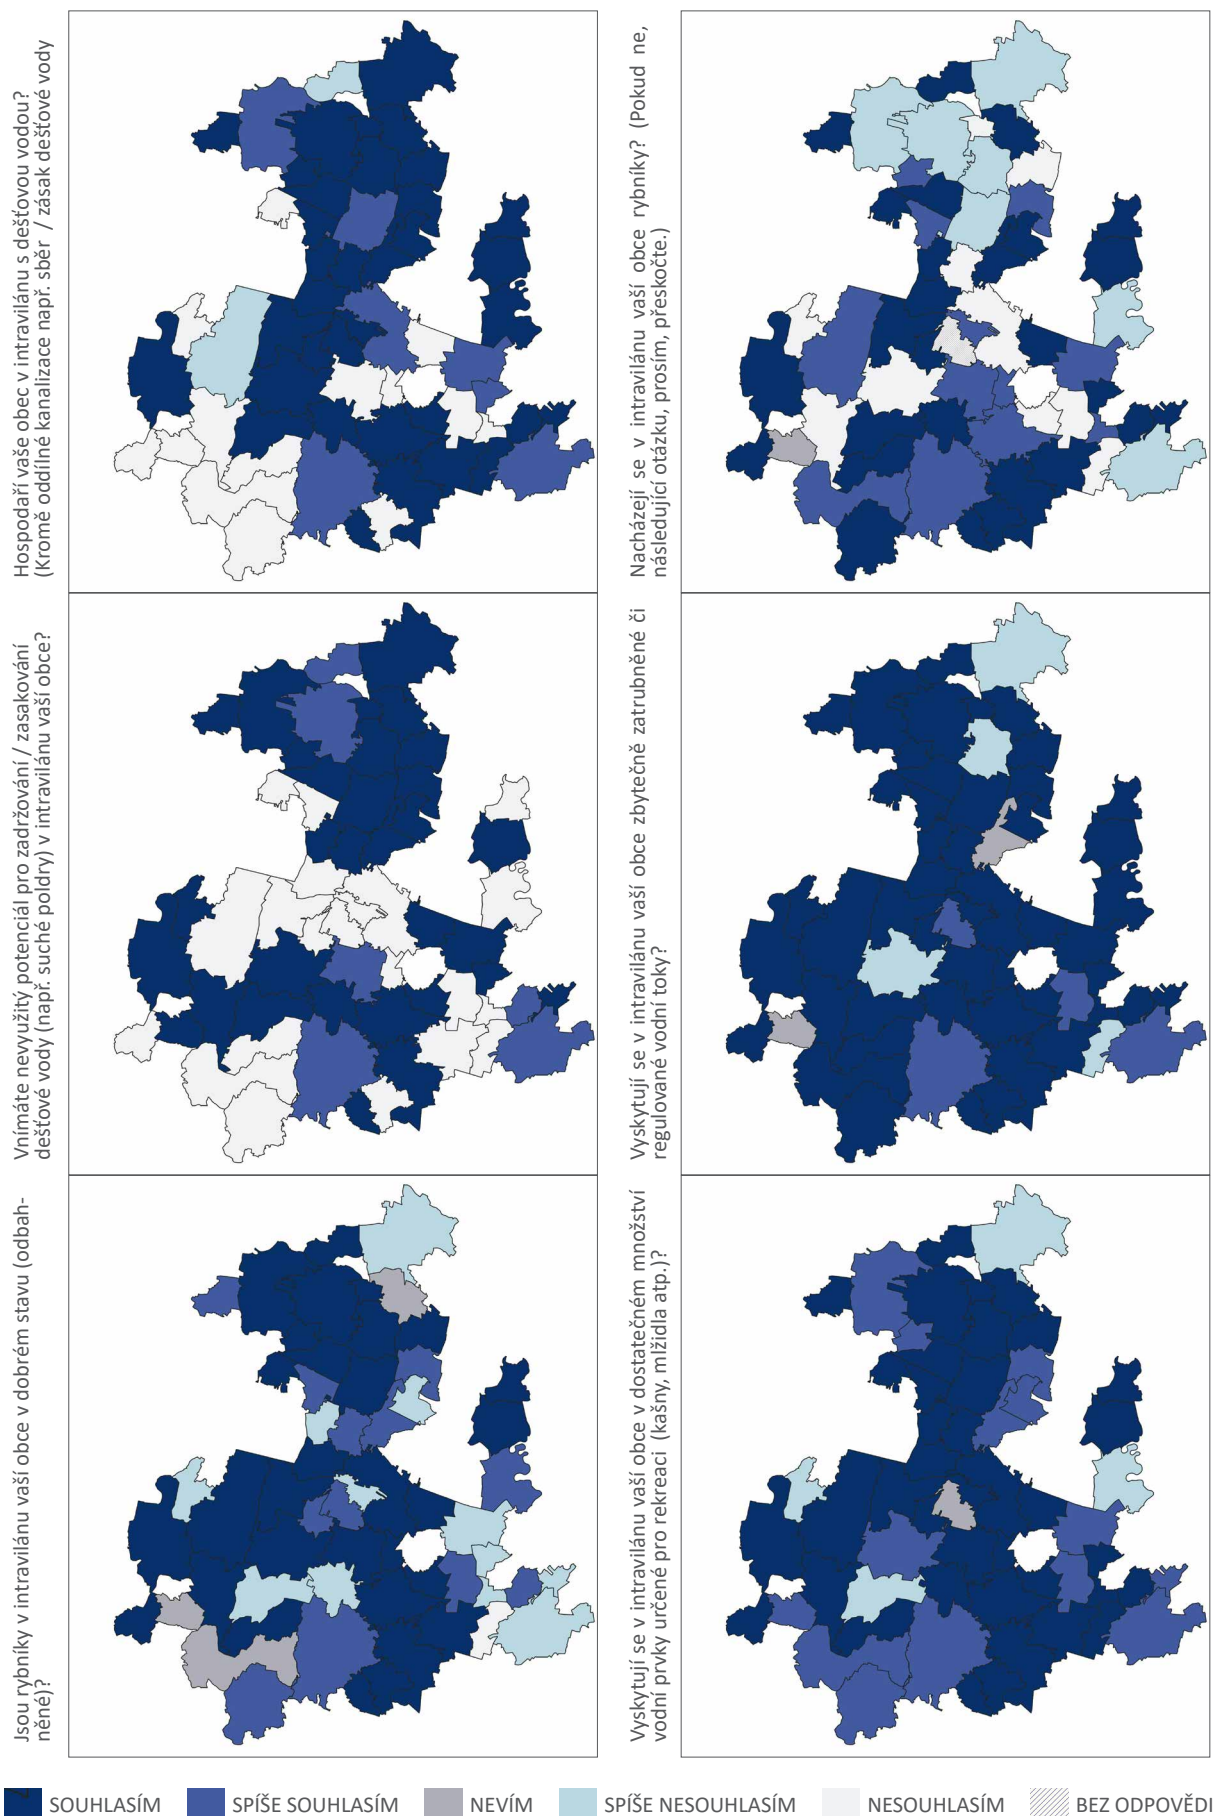 Hospodaří vaše obec v intravilánu s dešťovou vodou?
(Kromě oddílné kanalizace např. sběr / zásak dešťové vody
Nacházejí se v intravilánu vaší obce rybníky? (Pokud ne,
následující otázku, prosím, přeskočte.)
Vnímáte nevyužitý potenciál pro zadržování / zasakování
dešťové vody (např. suché poldry) v intravilánu vaší obce?
Vyskytují se v intravilánu vaší obce zbytečně zatrubněné či
regulované vodní toky?
Jsou rybníky v intravilánu vaší obce v dobrém stavu (odbah-
něné)?
Vyskytují se v intravilánu vaší obce v dostatečném množství
vodní prvky určené pro rekreaci (kašny, mlžidla atp.)?
SOUHLASÍM SPÍŠE SOUHLASÍM NEVÍM SPÍŠE NESOUHLASÍM NESOUHLASÍM BEZ ODPOVĚDI